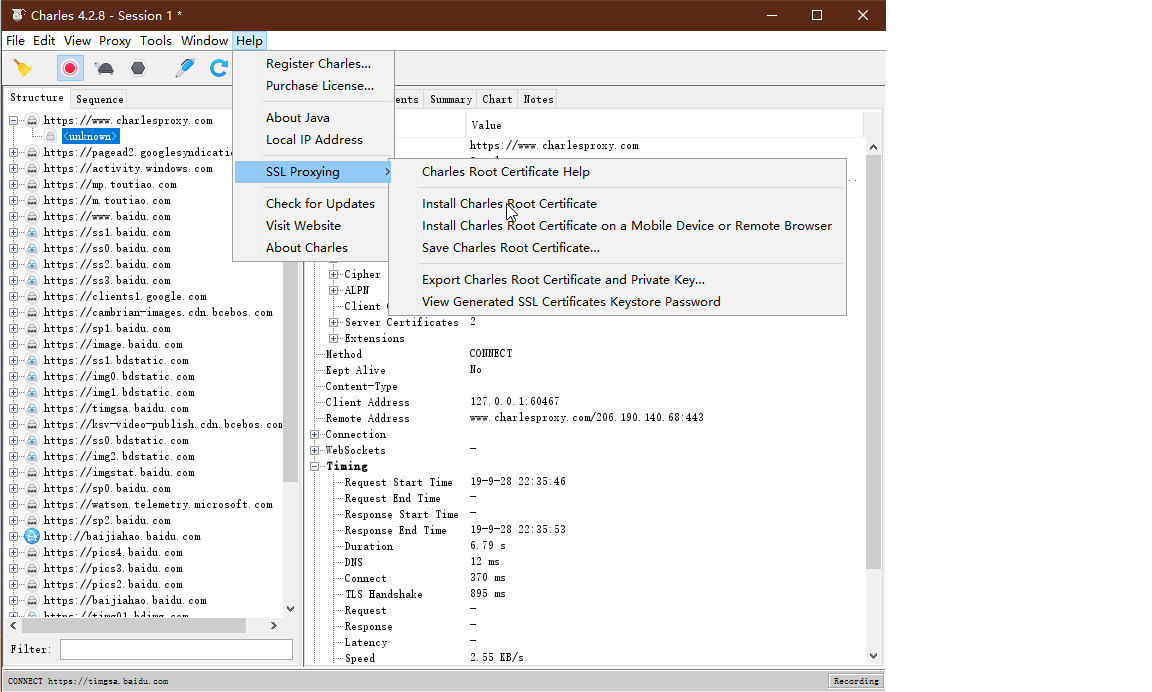 Charles 4.2.8 - Session 1 *
File Edit View Proxy Tools Window Help
Register Charles...
Purchase License...
About Java
Local IP Address
SSL Proxying
Check for Updates
Visit Website
About Charles
Charles Root Certificate Help
Install Charles Root Certificate
Install Charles Root Certificate on a Mobile Device or Remote Browser
Save Charles Root Certificate...
Export Charles Root Certificate and Private Key...
View Generated SSL Certificates Keystore Password
Structure Sequence
https://www.charlesproxy.com
<unknown>
https://pagead2.googlesyndicatio
https://activity.windows.com
https://mp.toutiao.com
https://m.toutiao.com
https://www.baidu.com
https://ss1.baidu.com
https://ss0.baidu.com
https://ss2.baidu.com
https://ss3.baidu.com
https://clients1.google.com
https://cambrian-images.cdn.bcebos.com
https://sp1.baidu.com
https://image.baidu.com
https://ss1.bdstatic.com
https://img0.bdstatic.com
https://img1.bdstatic.com
https://timgsa.baidu.com
https://ksv-video-publish.cdn.bcebos.com
https://ss0.bdstatic.com
https://img2.bdstatic.com
https://imgstat.baidu.com
https://sp0.baidu.com
https://watson.telemetry.microsoft.com
https://sp2.baidu.com
http://baijiahao.baidu.com
https://pics4.baidu.com
https://pics3.baidu.com
https://pics2.baidu.com
https://baijiahao.baidu.com
https://timg01.bdimg.com
Filter:
ents Summary Chart Notes
Value
https://www.charlesproxy.com
Cipher
ALPN
Client
Server Certificates 2
Extensions
Method CONNECT
Kept Alive No
Content-Type
Client Address 127.0.0.1:60467
Remote Address www.charlesproxy.com/206.190.140.68:443
Connection
WebSockets –
Timing
Request Start Time 19-9-28 22:35:46
Request End Time –
Response Start Time –
Response End Time 19-9-28 22:35:53
Duration 6.79 s
DNS 12 ms
Connect 370 ms
TLS Handshake 895 ms
Request –
Response –
Latency –
Speed 2.55 KB/s
CONNECT https://timgsa.baidu.com
Recording